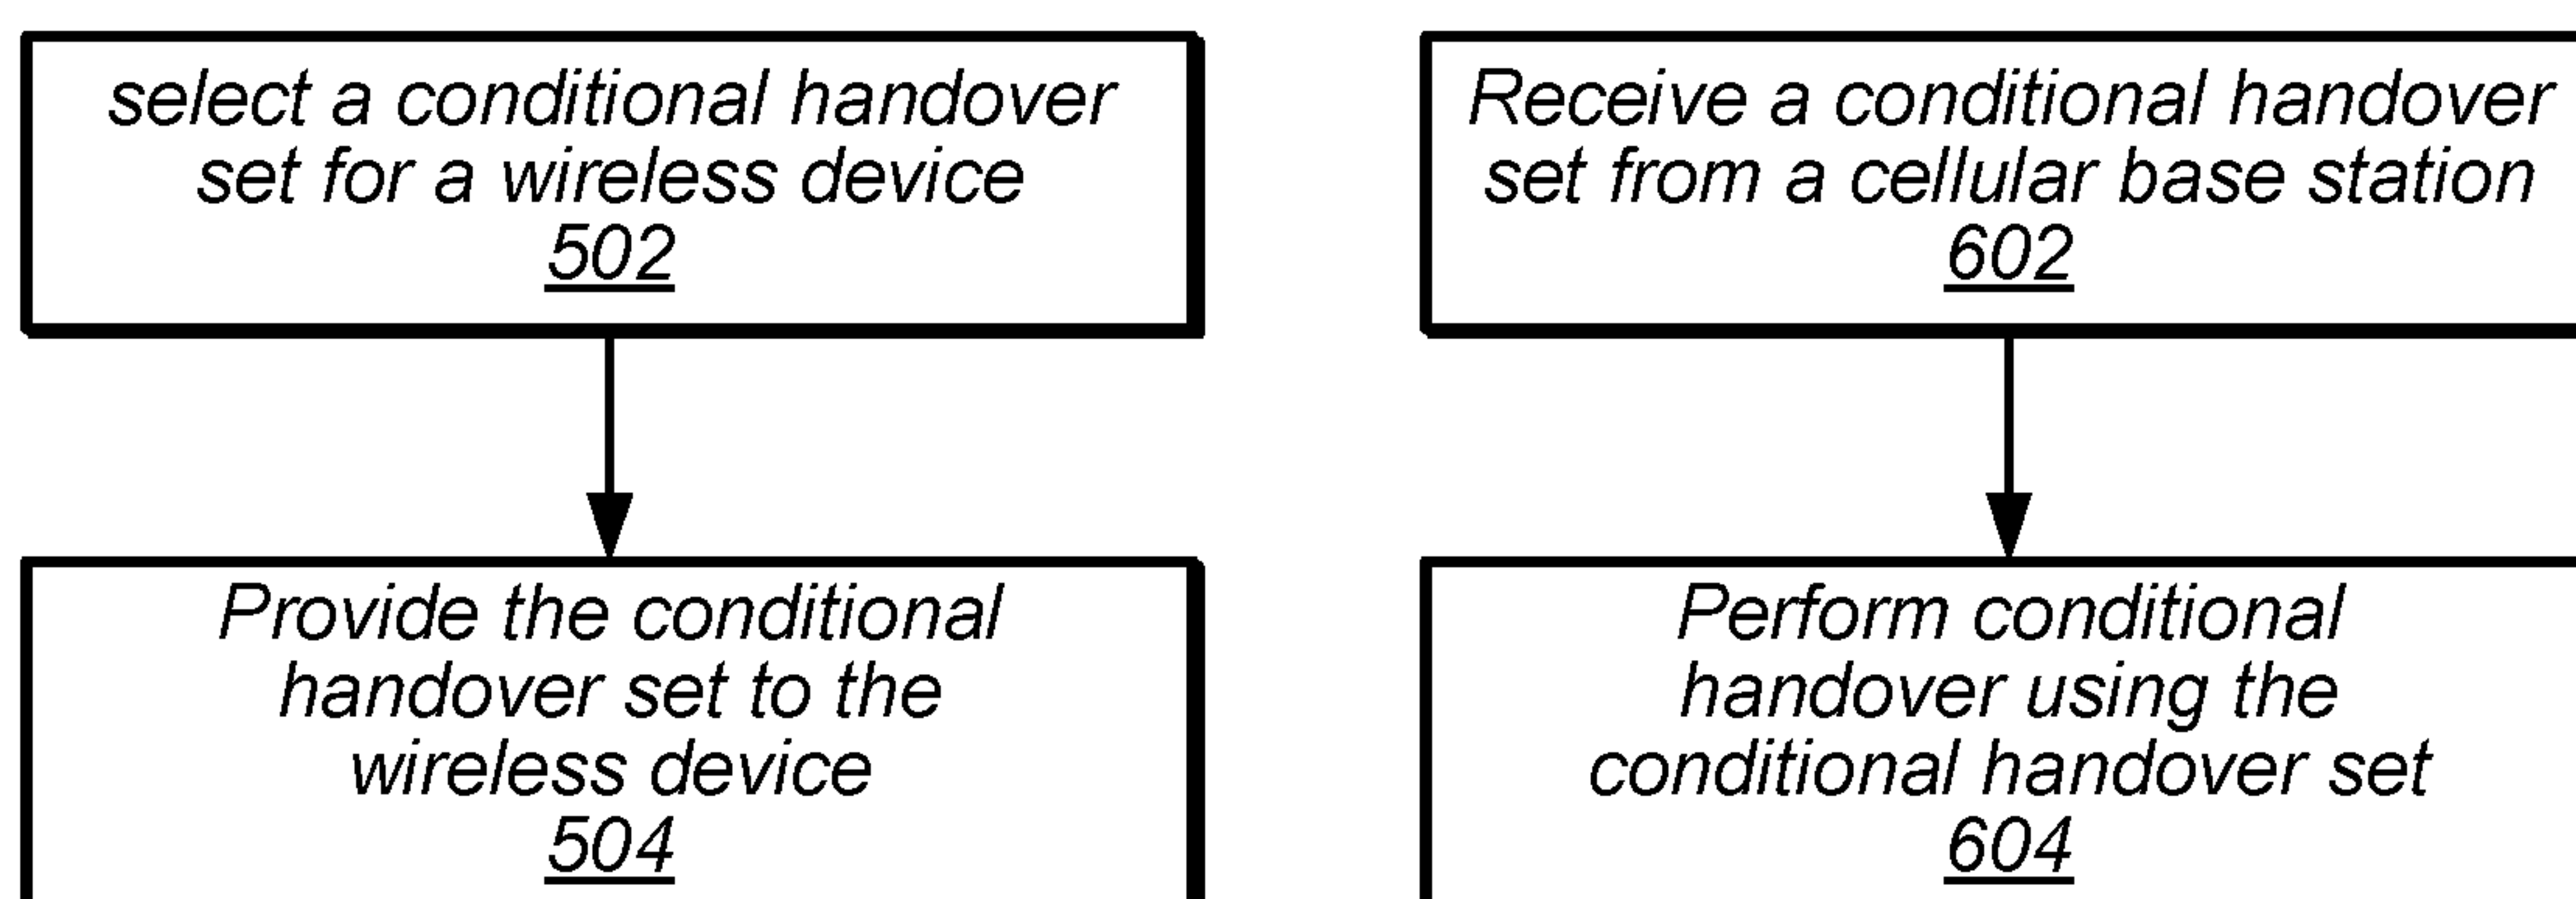 select a conditional handover
set for a wireless device
502
Provide the conditional
handover set to the
wireless device
504
Receive a conditional handover
set from a cellular base station
602
Perform conditional
handover using the
conditional handover set
604